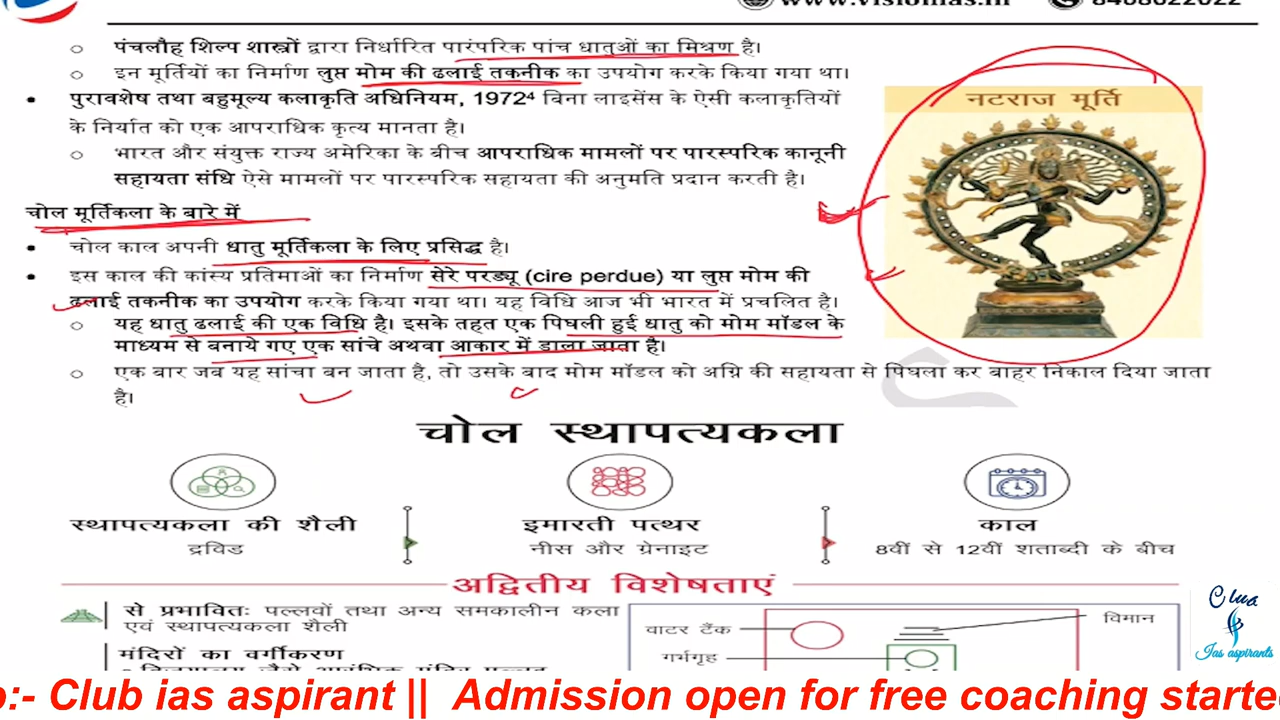 www.visionias.in 8468022022
○ पंचलौह शिल्प शास्त्रों द्वारा निर्धारित पारंपरिक पांच धातुओं का मिश्रण है।
○ इन मूर्तियों का निर्माण लुप्त मोम की ढलाई तकनीक का उपयोग करके किया गया था।
• पुरावशेष तथा बहुमूल्य कलाकृति अधिनियम, 1972⁴ बिना लाइसेंस के ऐसी कलाकृतियों
के निर्यात को एक आपराधिक कृत्य मानता है।
○ भारत और संयुक्त राज्य अमेरिका के बीच आपराधिक मामलों पर पारस्परिक कानूनी
सहायता संधि ऐसे मामलों पर पारस्परिक सहायता की अनुमति प्रदान करती है।
नटराज मूर्ति
चोल मूर्तिकला के बारे में
• चोल काल अपनी धातु मूर्तिकला के लिए प्रसिद्ध है।
• इस काल की कांस्य प्रतिमाओं का निर्माण सेरे परड्यू (cire perdue) या लुप्त मोम की
ढलाई तकनीक का उपयोग करके किया गया था। यह विधि आज भी भारत में प्रचलित है।
○ यह धातु ढलाई की एक विधि है। इसके तहत एक पिघली हुई धातु को मोम मॉडल के
माध्यम से बनाये गए एक सांचे अथवा आकार में डाला जाता है।
○ एक बार जब यह सांचा बन जाता है, तो उसके बाद मोम मॉडल को अग्नि की सहायता से पिघला कर बाहर निकाल दिया जाता
है।
चोल स्थापत्यकला
स्थापत्यकला की शैली
द्रविड
इमारती पत्थर
नीस और ग्रेनाइट
काल
8वीं से 12वीं शताब्दी के बीच
अद्वितीय विशेषताएं
से प्रभावितः पल्लवों तथा अन्य समकालीन कला
एवं स्थापत्यकला शैली
मंदिरों का वर्गीकरण
वाटर टैंक
विमान
गर्भगृह
Club
Ias aspirants
:- Club ias aspirant || Admission open for free coaching starte